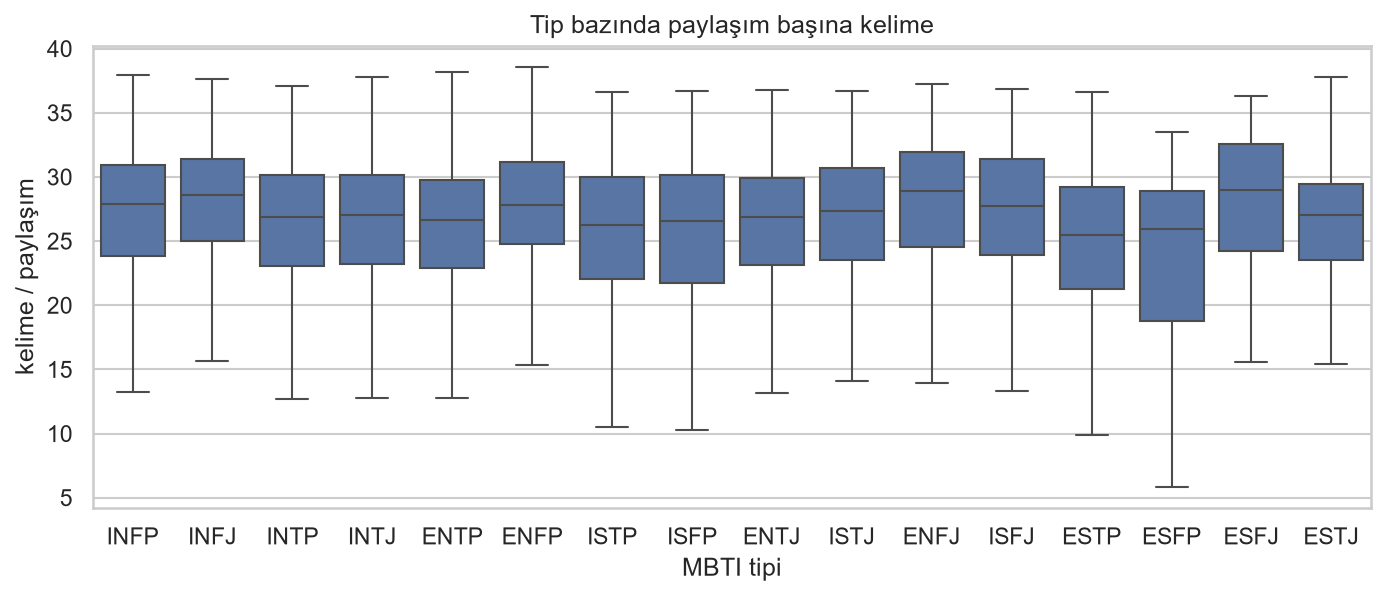 Tip bazında paylaşım başına kelime
kelime / paylaşım
40
35
30
25
20
15
10
5
INFP INFJ INTP INTJ ENTP ENFP ISTP ISFP ENTJ ISTJ ENFJ ISFJ ESTP ESFP ESFJ ESTJ
MBTI tipi